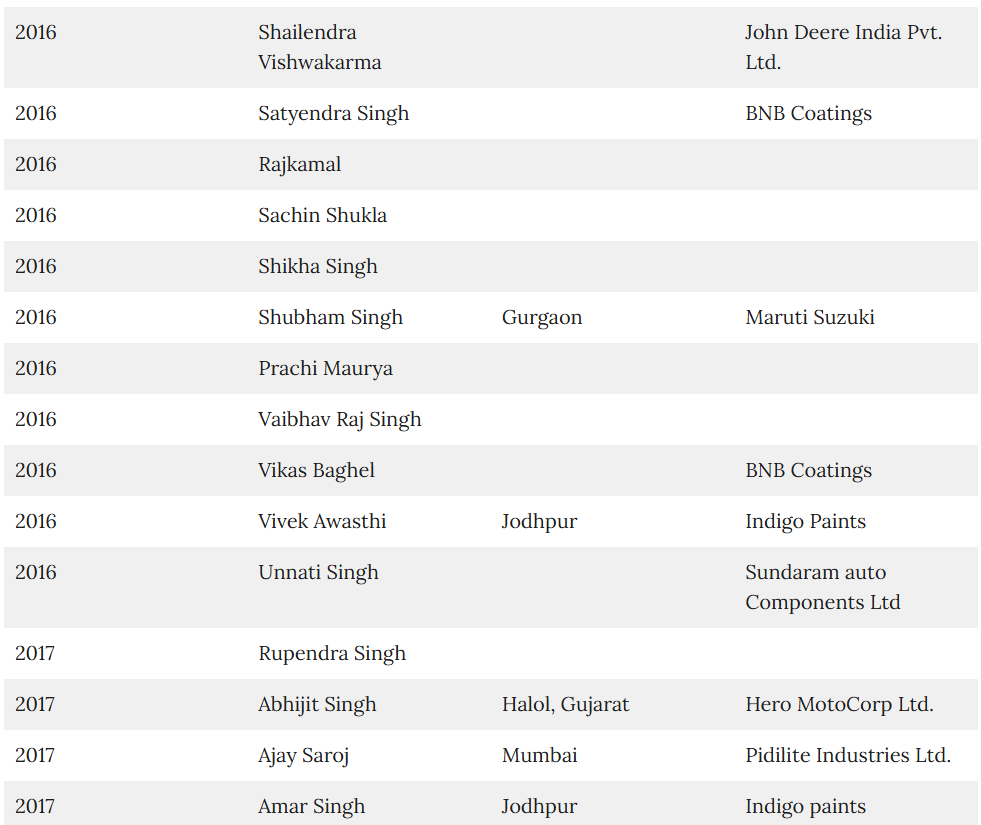 2016 Shailendra John Deere India Pvt.
Vishwakarma Ltd.
2016 Satyendra Singh BNB Coatings
2016 Rajkamal
2016 Sachin Shukla
2016 Shikha Singh
2016 Shubham Singh Gurgaon Maruti Suzuki
2016 Prachi Maurya
2016 Vaibhav Raj Singh
2016 Vikas Baghel BNB Coatings
2016 Vivek Awasthi Jodhpur Indigo Paints
2016 Unnati Singh Sundaram auto
Components Ltd
2017 Rupendra Singh
2017 Abhijit Singh Halol, Gujarat Hero MotoCorp Ltd.
2017 Ajay Saroj Mumbai Pidilite Industries Ltd.
2017 Amar Singh Jodhpur Indigo paints